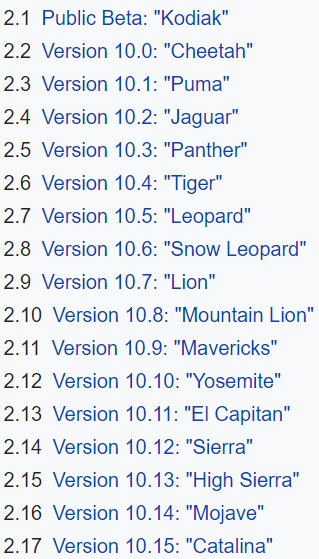 2.1 Public Beta: "Kodiak"
2.2 Version 10.0: "Cheetah"
2.3 Version 10.1: "Puma"
2.4 Version 10.2: "Jaguar"
2.5 Version 10.3: "Panther"
2.6 Version 10.4: "Tiger"
2.7 Version 10.5: "Leopard"
2.8 Version 10.6: "Snow Leopard"
2.9 Version 10.7: "Lion"
2.10 Version 10.8: "Mountain Lion"
2.11 Version 10.9: "Mavericks"
2.12 Version 10.10: "Yosemite"
2.13 Version 10.11: "El Capitan"
2.14 Version 10.12: "Sierra"
2.15 Version 10.13: "High Sierra"
2.16 Version 10.14: "Mojave"
2.17 Version 10.15: "Catalina"